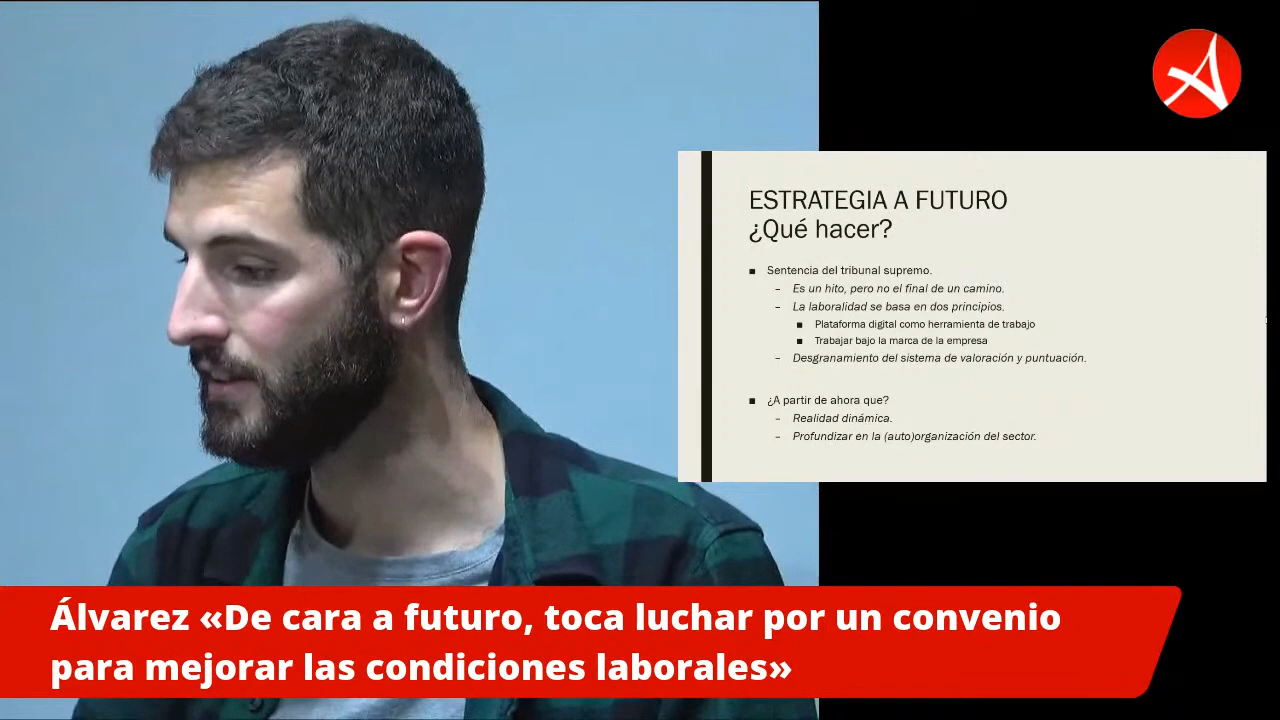 ESTRATEGIA A FUTURO
¿Qué hacer?
Sentencia del tribunal supremo.
– Es un hito, pero no el final de un camino.
– La laboralidad se basa en dos principios.
Plataforma digital como herramienta de trabajo
Trabajar bajo la marca de la empresa
– Desgranamiento del sistema de valoración y puntuación.
¿A partir de ahora que?
– Realidad dinámica.
– Profundizar en la (auto)organización del sector.
Álvarez «De cara a futuro, toca luchar por un convenio
para mejorar las condiciones laborales»